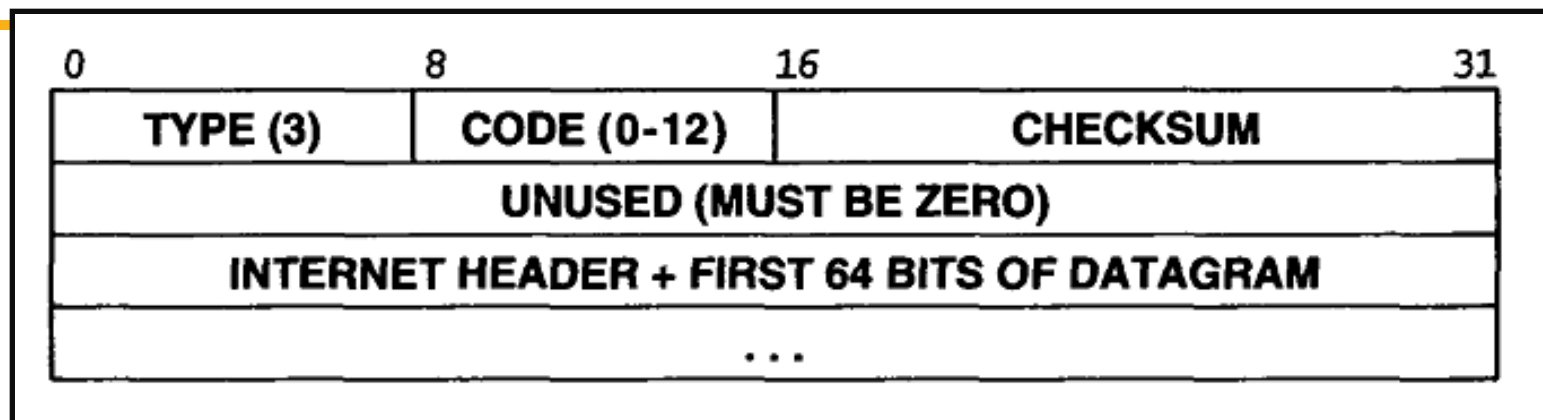 0 8 16 31
TYPE (3) CODE (0-12) CHECKSUM
UNUSED (MUST BE ZERO)
INTERNET HEADER + FIRST 64 BITS OF DATAGRAM
...